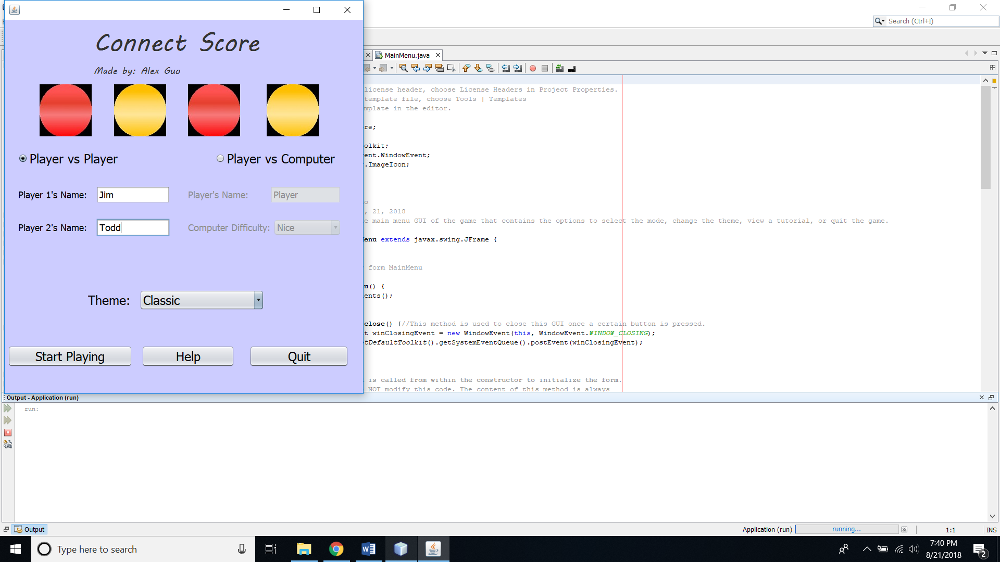 Connect Score
Made by: Alex Guo
Player vs Player
Player vs Computer
Player 1's Name: Jim
Player's Name: Player
Player 2's Name: Todd
Computer Difficulty: Nice
Theme: Classic
Start Playing
Help
Quit
Search (Ctrl+I)
MainMenu.java
license header, choose License Headers in Project Properties.
template file, choose Tools | Templates
mplate in the editor.
re;
olkit;
ent.WindowEvent;
.ImageIcon;
o
, 21, 2018
e main menu GUI of the game that contains the options to select the mode, change the theme, view a tutorial, or quit the game.
enu extends javax.swing.JFrame {
form MainMenu
u() {
ents();
close() {//This method is used to close this GUI once a certain button is pressed.
t winClosingEvent = new WindowEvent(this, WindowEvent.WINDOW_CLOSING);
tDefaultToolkit().getSystemEventQueue().postEvent(winClosingEvent);
is called from within the constructor to initialize the form.
NOT modify this code. The content of this method is always
Output - Application (run)
run:
Output
Application (run)
running...
1:1
INS
Type here to search
7:40 PM
8/21/2018
2